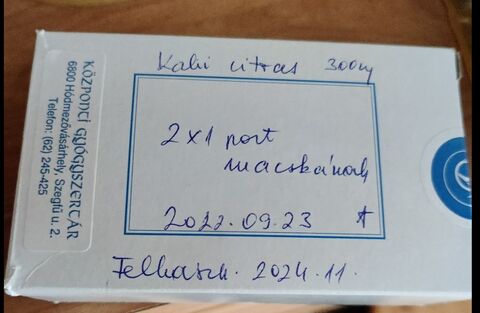 KÖZPONTI GYÓGYSZERTÁR
6800 Hódmezővásárhely, Szegfű u. 2.
Telefon: (62) 245-425
Kalii citras 300mg
2x1 port
macskának
2022.09.23
Felhaszn. 2024.11.